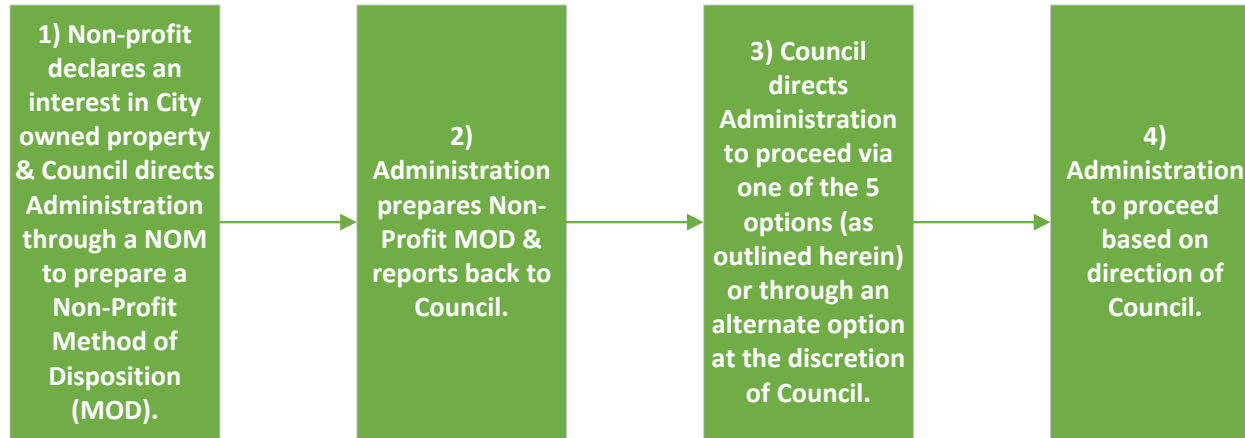 1) Non-profit
declares an
interest in City
owned property
& Council directs
Administration
through a NOM
to prepare a
Non-Profit
Method of
Disposition
(MOD).
2)
Administration
prepares Non-
Profit MOD &
reports back to
Council.
3) Council
directs
Administration
to proceed via
one of the 5
options (as
outlined herein)
or through an
alternate option
at the discretion
of Council.
4)
Administration
to proceed
based on
direction of
Council.